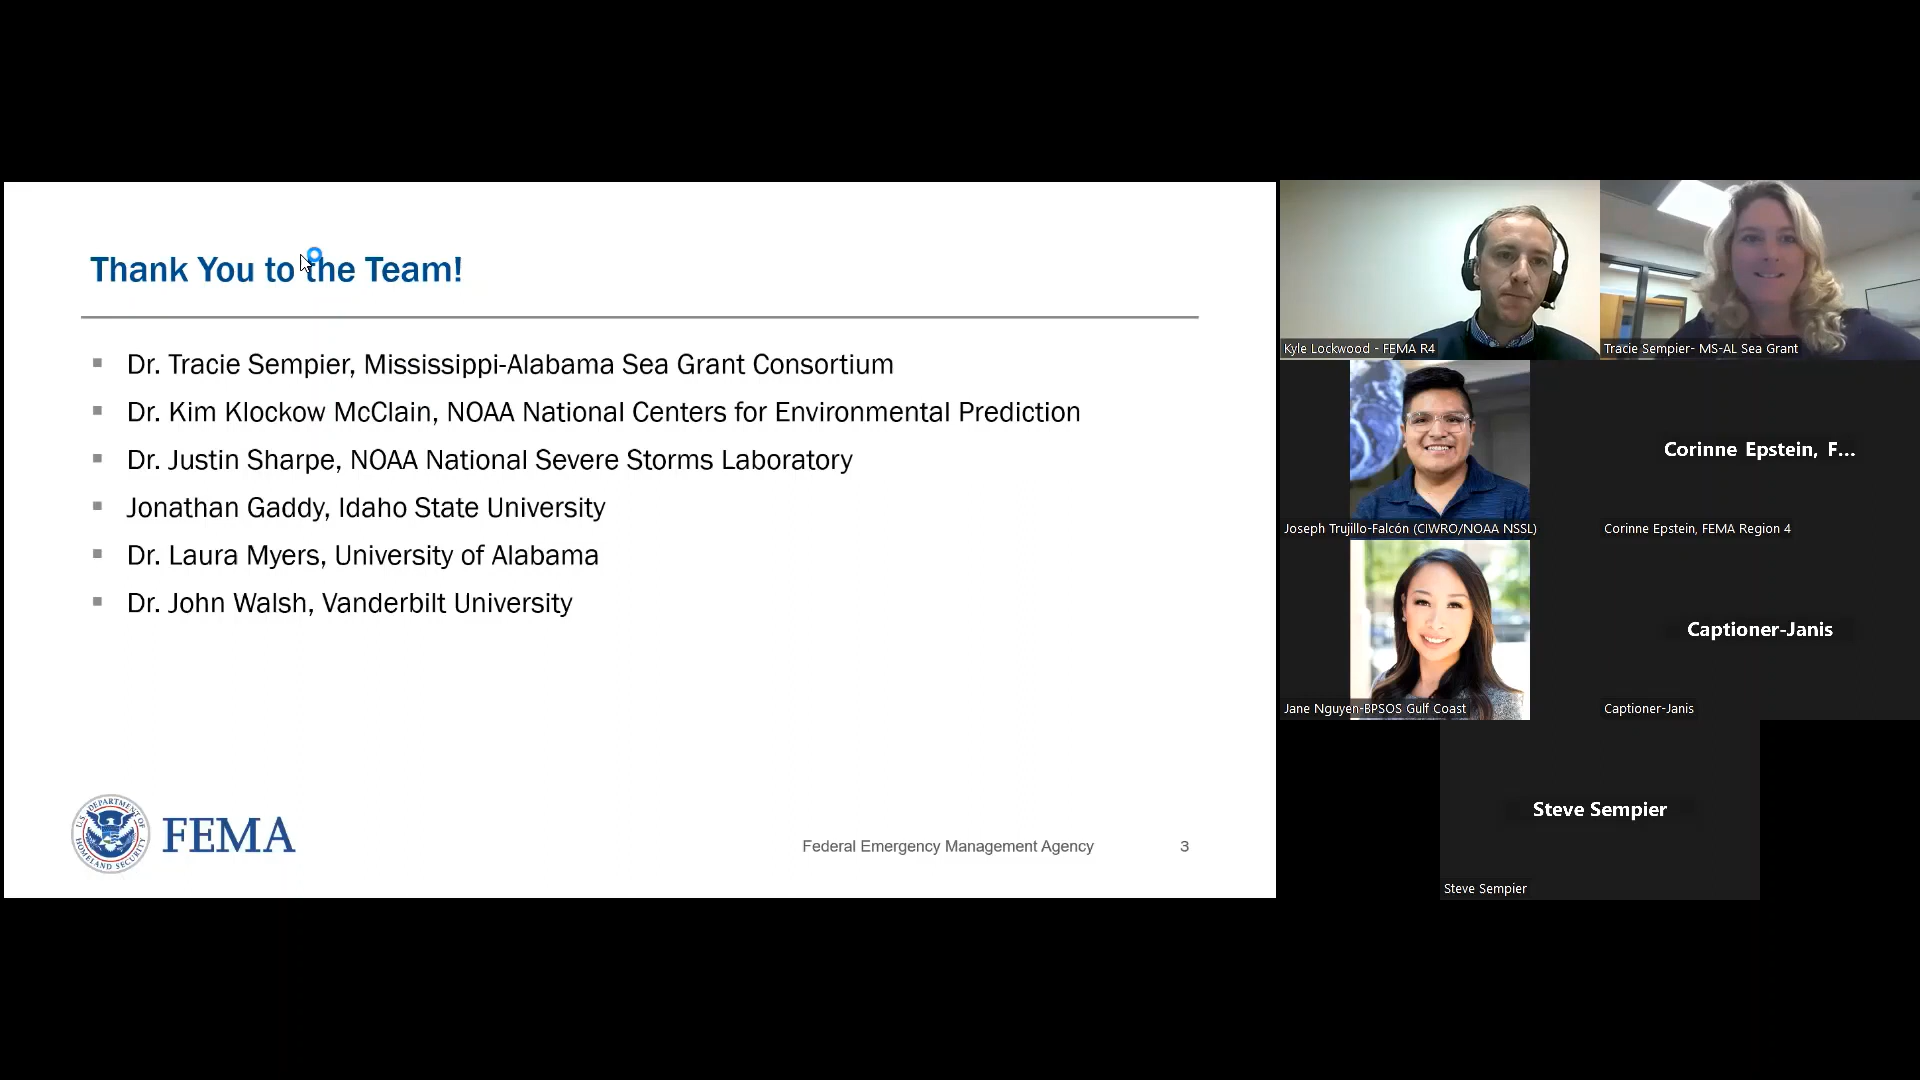 Thank You to the Team!
Dr. Tracie Sempier, Mississippi-Alabama Sea Grant Consortium
Dr. Kim Klockow McClain, NOAA National Centers for Environmental Prediction
Dr. Justin Sharpe, NOAA National Severe Storms Laboratory
Jonathan Gaddy, Idaho State University
Dr. Laura Myers, University of Alabama
Dr. John Walsh, Vanderbilt University
U.S. DEPARTMENT OF
HOMELAND SECURITY
FEMA
Federal Emergency Management Agency
3
Kyle Lockwood - FEMA R4
Tracie Sempier- MS-AL Sea Grant
Joseph Trujillo-Falcón (CIWRO/NOAA NSSL)
Corinne Epstein, F...
Corinne Epstein, FEMA Region 4
Jane Nguyen-BPSOS Gulf Coast
Captioner-Janis
Captioner-Janis
Steve Sempier
Steve Sempier